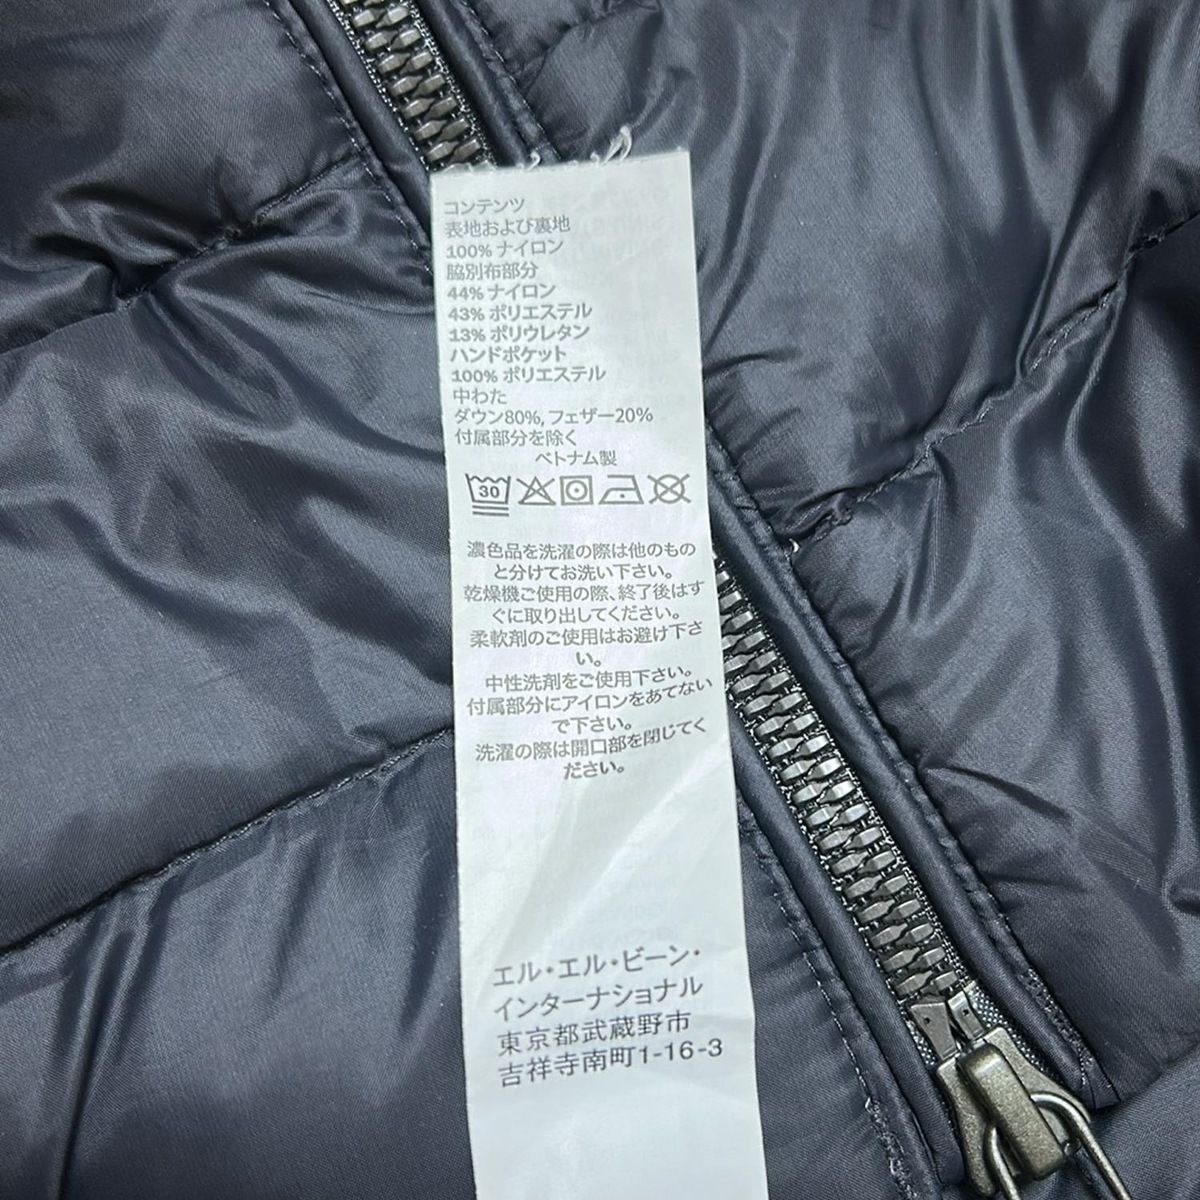 コンテンツ
表地および裏地
100% ナイロン
脇別布部分
44% ナイロン
43% ポリエステル
13% ポリウレタン
ハンドポケット
100% ポリエステル
中わた
ダウン80%, フェザー20%
付属部分を除く
ベトナム製
30
濃色品を洗濯の際は他のもの
と分けてお洗い下さい。
乾燥機ご使用の際、終了後はす
ぐに取り出してください。
柔軟剤のご使用はお避け下さ
い。
中性洗剤をご使用下さい。
付属部分にアイロンをあてない
で下さい。
洗濯の際は開口部を閉じてく
ださい。
エル・エル・ビーン・
インターナショナル
東京都武蔵野市
吉祥寺南町1-16-3